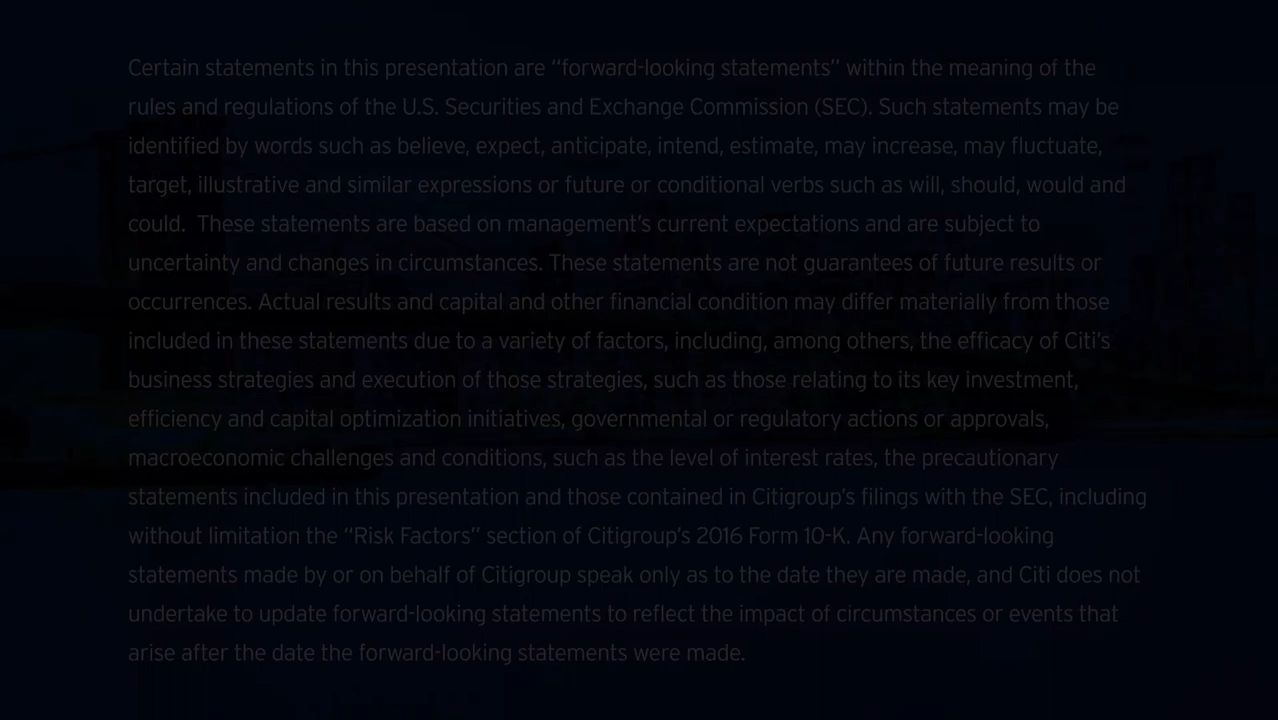 Certain statements in this presentation are “forward-looking statements” within the meaning of the
rules and regulations of the U.S. Securities and Exchange Commission (SEC). Such statements may be
identified by words such as believe, expect, anticipate, intend, estimate, may increase, may fluctuate,
target, illustrative and similar expressions or future or conditional verbs such as will, should, would and
could.  These statements are based on management’s current expectations and are subject to
uncertainty and changes in circumstances. These statements are not guarantees of future results or
occurrences. Actual results and capital and other financial condition may differ materially from those
included in these statements due to a variety of factors, including, among others, the efficacy of Citi’s
business strategies and execution of those strategies, such as those relating to its key investment,
efficiency and capital optimization initiatives, governmental or regulatory actions or approvals,
macroeconomic challenges and conditions, such as the level of interest rates, the precautionary
statements included in this presentation and those contained in Citigroup’s filings with the SEC, including
without limitation the “Risk Factors” section of Citigroup’s 2016 Form 10-K. Any forward-looking
statements made by or on behalf of Citigroup speak only as to the date they are made, and Citi does not
undertake to update forward-looking statements to reflect the impact of circumstances or events that
arise after the date the forward-looking statements were made.